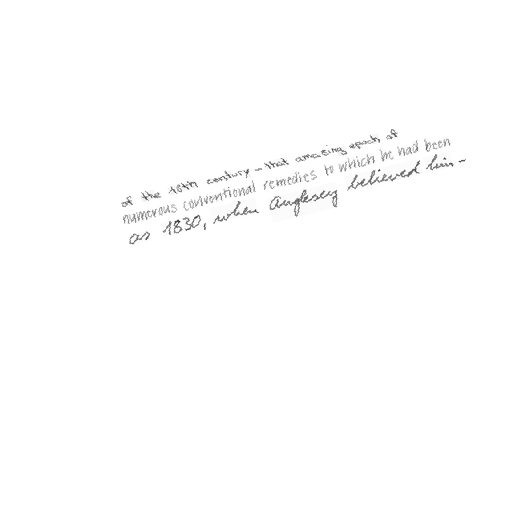 of the 18th century - that amazing epoch of
numerous conventional remedies to which he had been
as 1830, when Anglesey believed him-